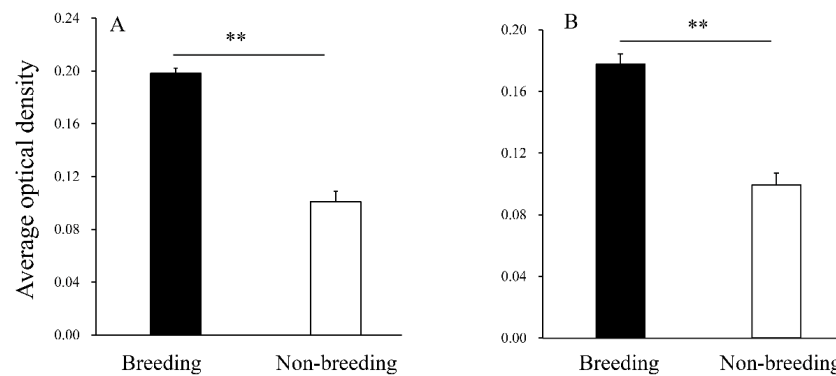 A
**
0.24
0.20
0.16
0.12
0.08
0.04
0.00
Average optical density
Breeding
Non-breeding
B
**
0.20
0.16
0.12
0.08
0.04
0.00
Breeding
Non-breeding